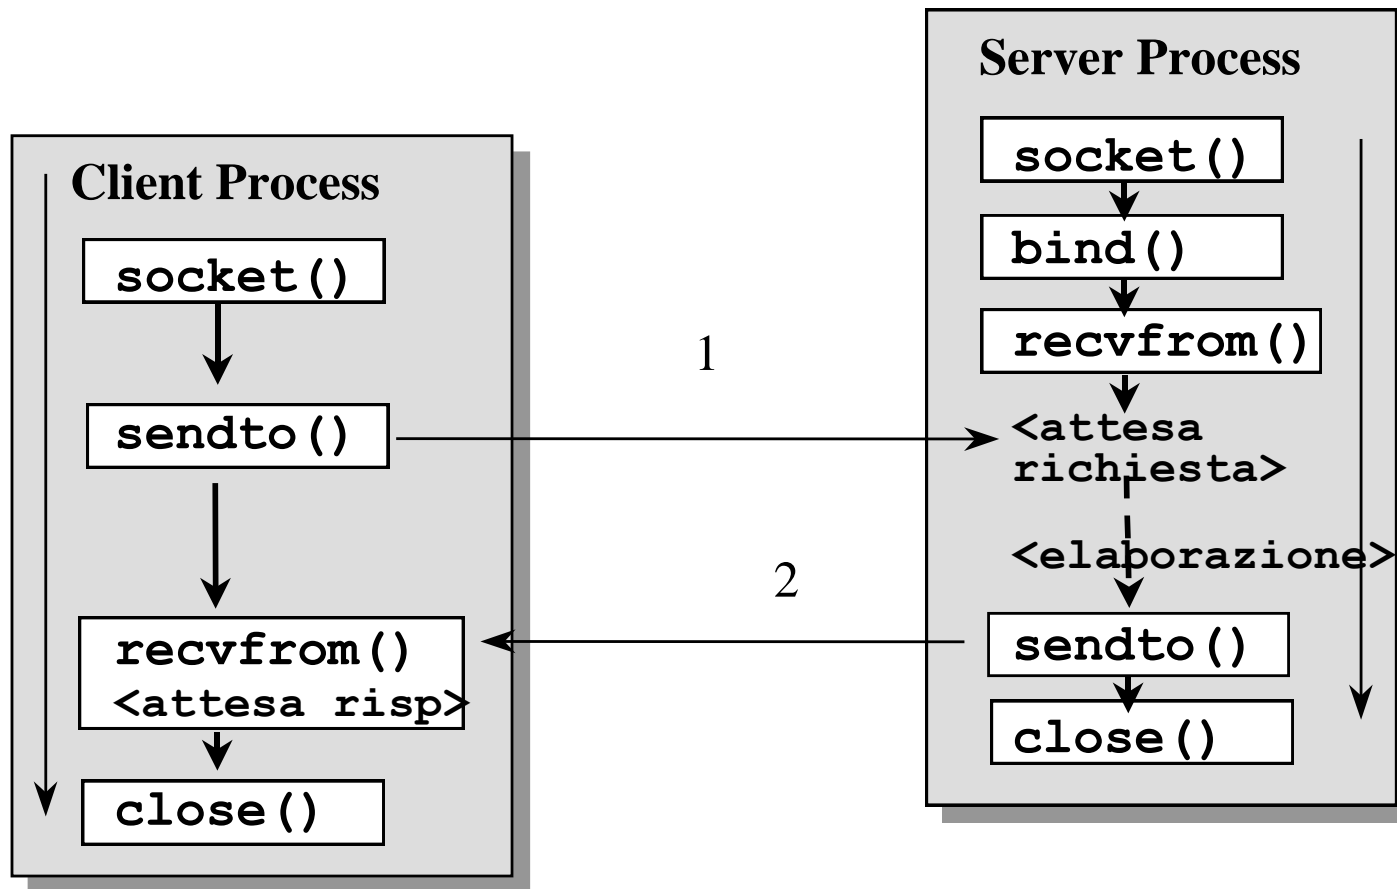 Client Process
socket()
sendto()
recvfrom()
<attesa risp>
close()
1
2
Server Process
socket()
bind()
recvfrom()
<attesa
richiesta>
<elaborazione>
sendto()
close()